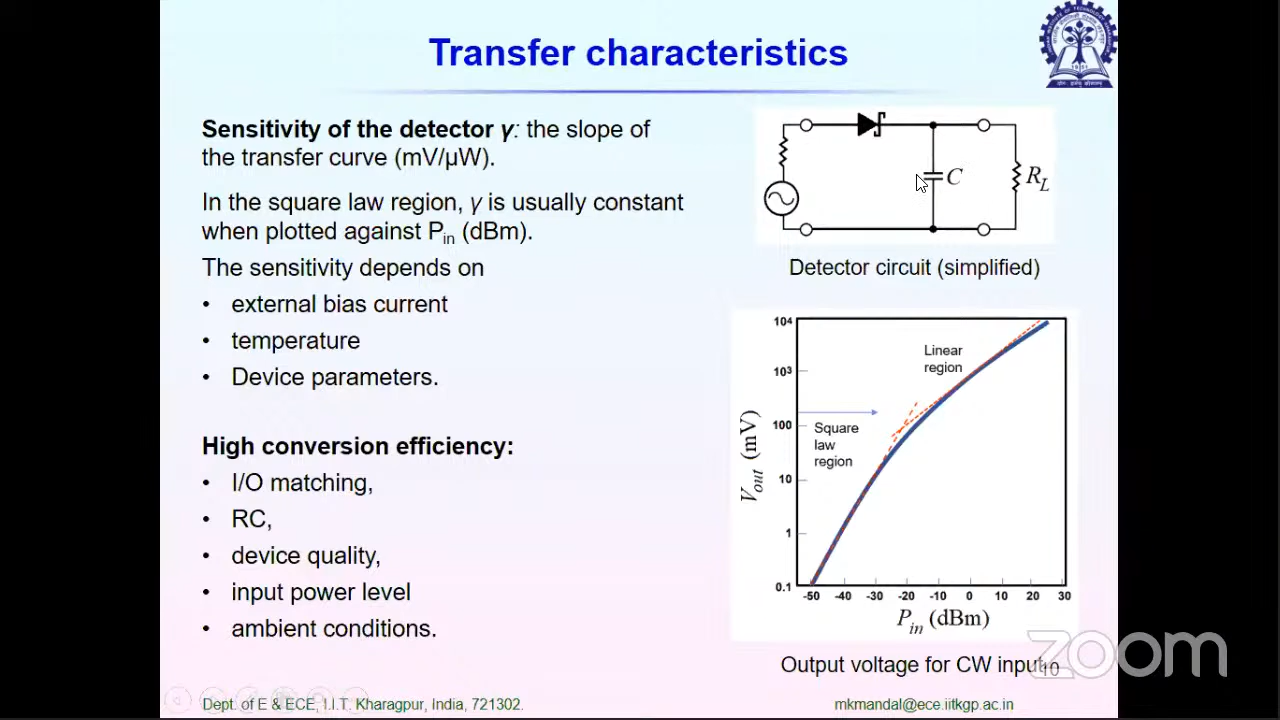 Transfer characteristics
Sensitivity of the detector γ: the slope of
the transfer curve (mV/μW).
In the square law region, γ is usually constant
when plotted against Pin (dBm).
The sensitivity depends on
• external bias current
• temperature
• Device parameters.
High conversion efficiency:
• I/O matching,
• RC,
• device quality,
• input power level
• ambient conditions.
C
RL
Detector circuit (simplified)
10⁴
10³
100
10
1
0.1
Vout (mV)
Linear
region
Square
law
region
-50 -40 -30 -20 -10 0 10 20 30
Pin (dBm)
Output voltage for CW input
10
zoom
Dept. of E & ECE, I.I.T. Kharagpur, India, 721302.
mkmandal@ece.iitkgp.ac.in